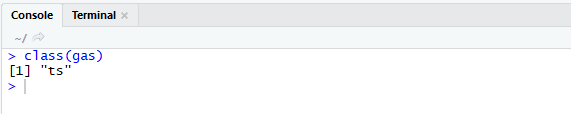 Console Terminal ×
~/
> class(gas)
[1] "ts"
>